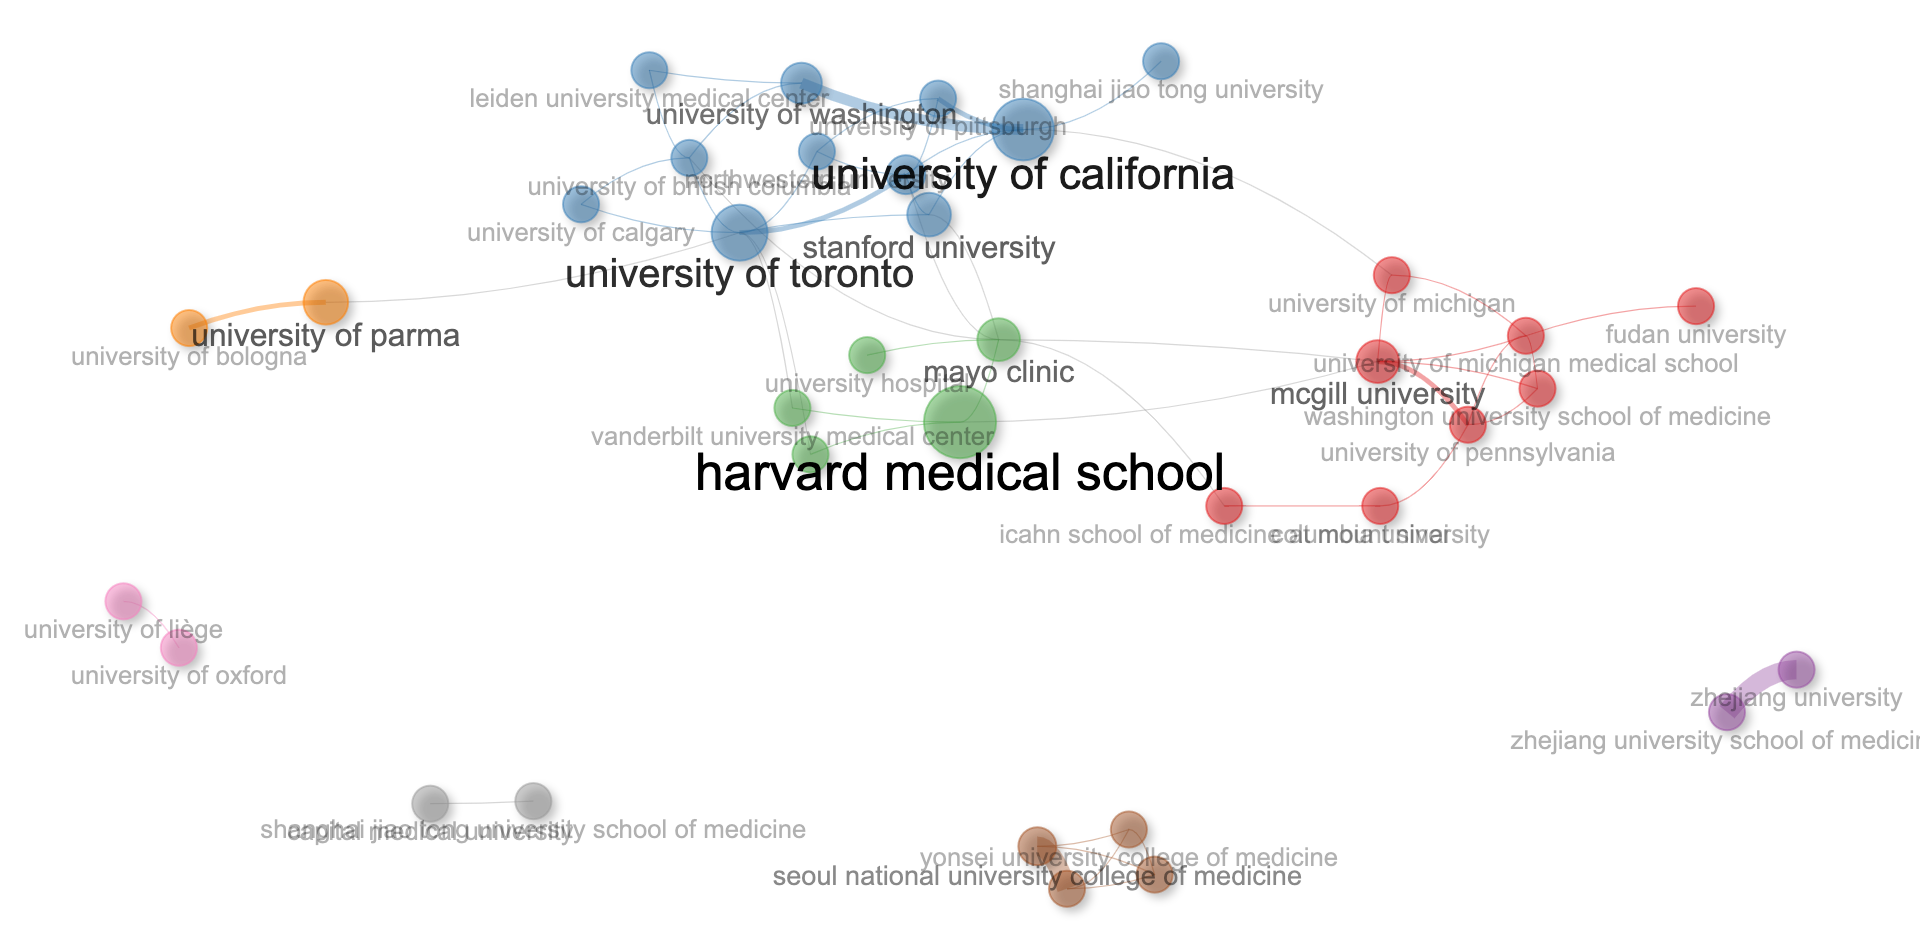 shanghai jiao tong university
leiden university medical center
university of washington
university of pittsburgh
university of california
northwestern university
university of british columbia
university of calgary
stanford university
university of toronto
university of michigan
university of parma
fudan university
university of bologna
university of michigan medical school
mayo clinic
university hospital
mcgill university
washington university school of medicine
vanderbilt university medical center
university of pennsylvania
harvard medical school
icahn school of medicine at mount sinai
columbia university
university of liège
university of oxford
zhejiang university
zhejiang university school of medici
shanghai jiao tong university school of medicine
capital medical university
yonsei university college of medicine
seoul national university college of medicine